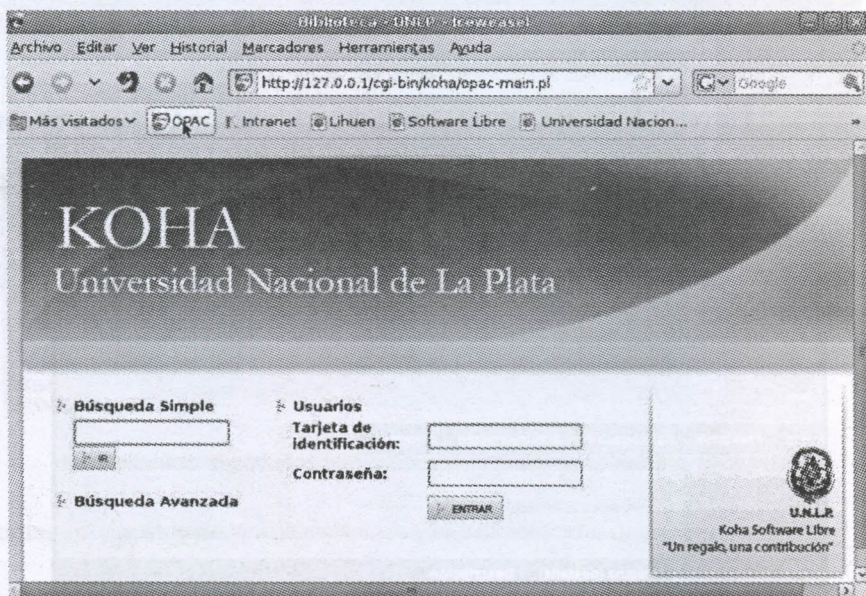 Biblioteca - UNLP - Iceweasel
Archivo Editar Ver Historial Marcadores Herramientas Ayuda
http://127.0.0.1/cgi-bin/koha/opac-main.pl
Google
Más visitados OPAC Intranet Lihuen Software Libre Universidad Nacion...
KOHA
Universidad Nacional de La Plata
Búsqueda Simple
IR
Búsqueda Avanzada
Usuarios
Tarjeta de
Identificación:
Contraseña:
ENTRAR
U.N.L.P.
Koha Software Libre
"Un regalo, una contribución"